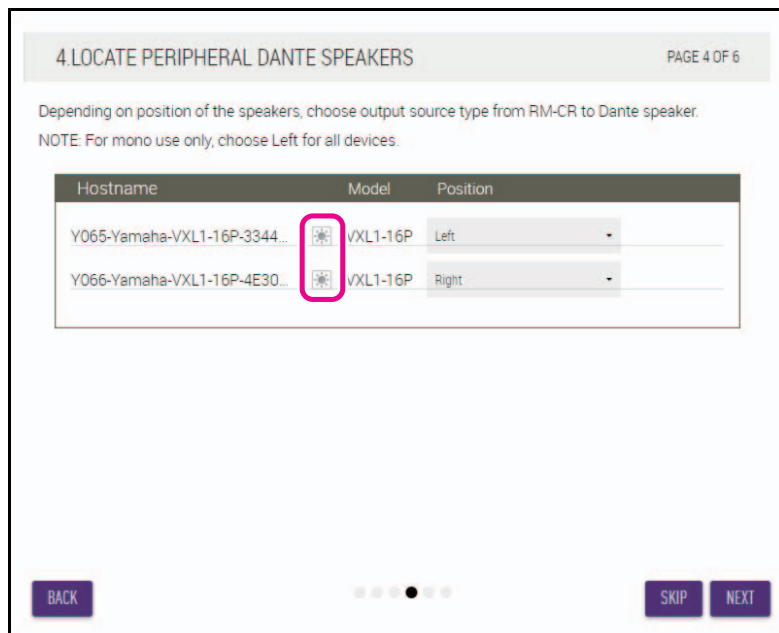 4.LOCATE PERIPHERAL DANTE SPEAKERS PAGE 4 OF 6
Depending on position of the speakers, choose output source type from RM-CR to Dante speaker.
NOTE: For mono use only, choose Left for all devices.
Hostname Model Position
Y065-Yamaha-VXL1-16P-3344... VXL1-16P Left
Y066-Yamaha-VXL1-16P-4E30... VXL1-16P Right
BACK SKIP NEXT